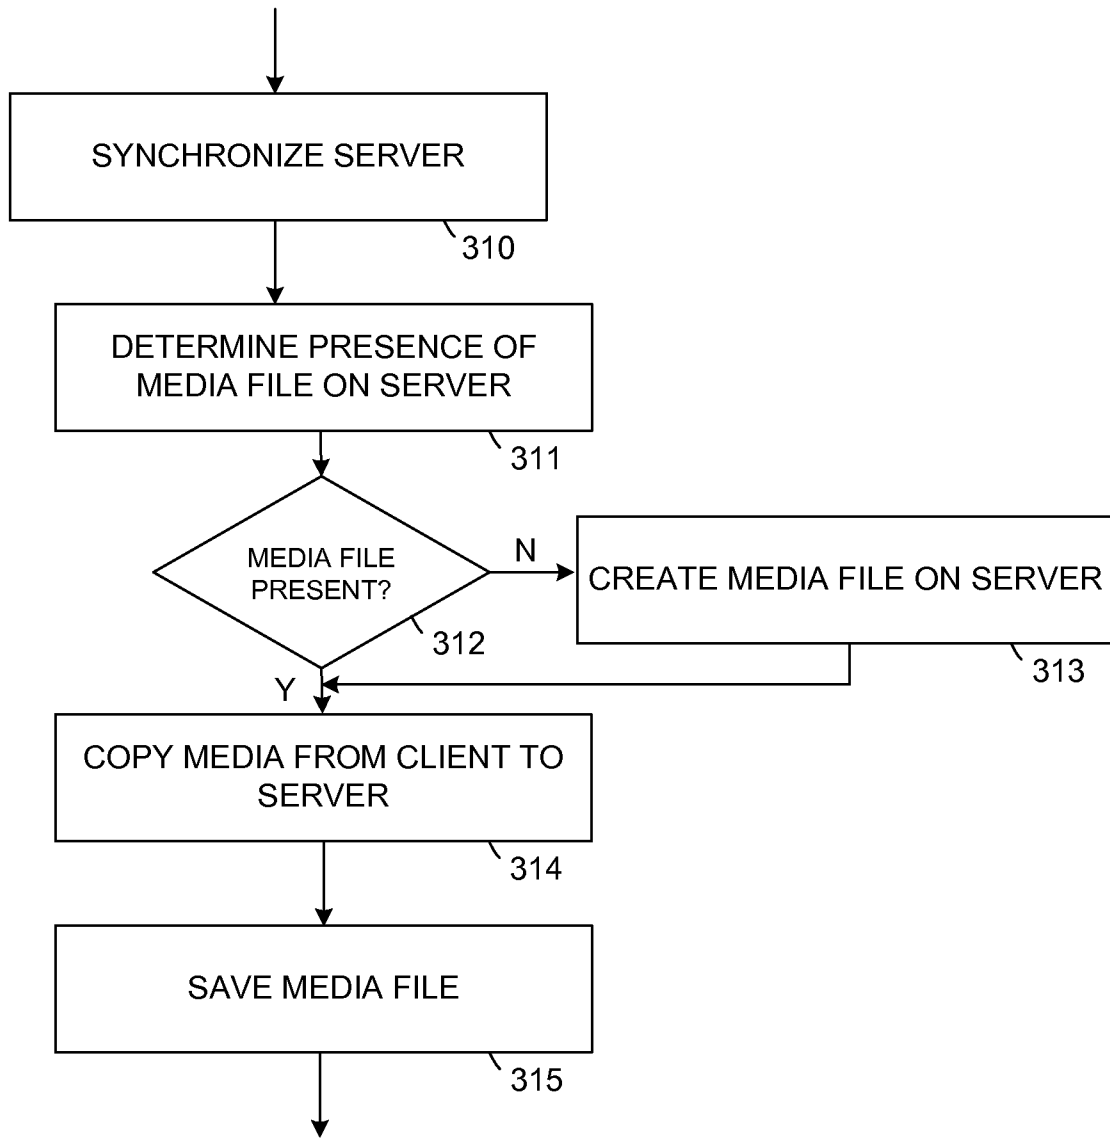 SYNCHRONIZE SERVER
310
DETERMINE PRESENCE OF
MEDIA FILE ON SERVER
311
MEDIA FILE
PRESENT?
312
N
CREATE MEDIA FILE ON SERVER
313
Y
COPY MEDIA FROM CLIENT TO
SERVER
314
SAVE MEDIA FILE
315